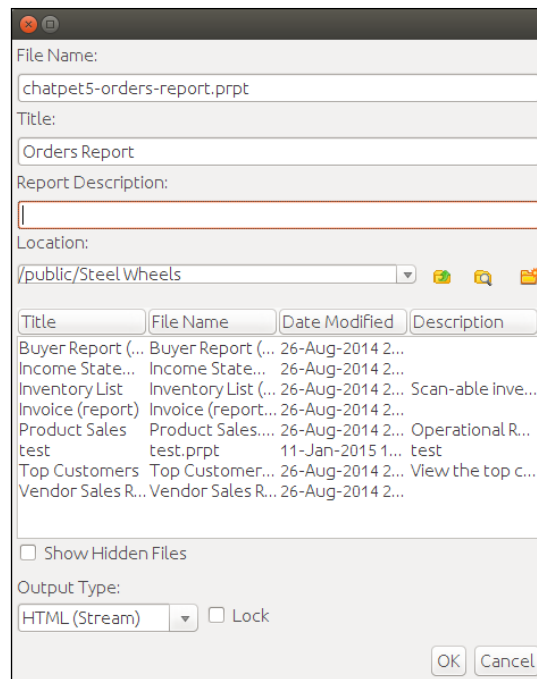 File Name:
chatpet5-orders-report.prpt
Title:
Orders Report
Report Description:
Location:
/public/Steel Wheels
Title File Name Date Modified Description
Buyer Report (... Buyer Report (... 26-Aug-2014 2...
Income State... Income State... 26-Aug-2014 2...
Inventory List Inventory List (... 26-Aug-2014 2... Scan-able inve...
Invoice (report) Invoice (report... 26-Aug-2014 2...
Product Sales Product Sales.... 26-Aug-2014 2... Operational R...
test test.prpt 11-Jan-2015 1... test
Top Customers Top Customer... 26-Aug-2014 2... View the top c...
Vendor Sales R... Vendor Sales R... 26-Aug-2014 2...
Show Hidden Files
Output Type:
HTML (Stream) Lock
OK Cancel